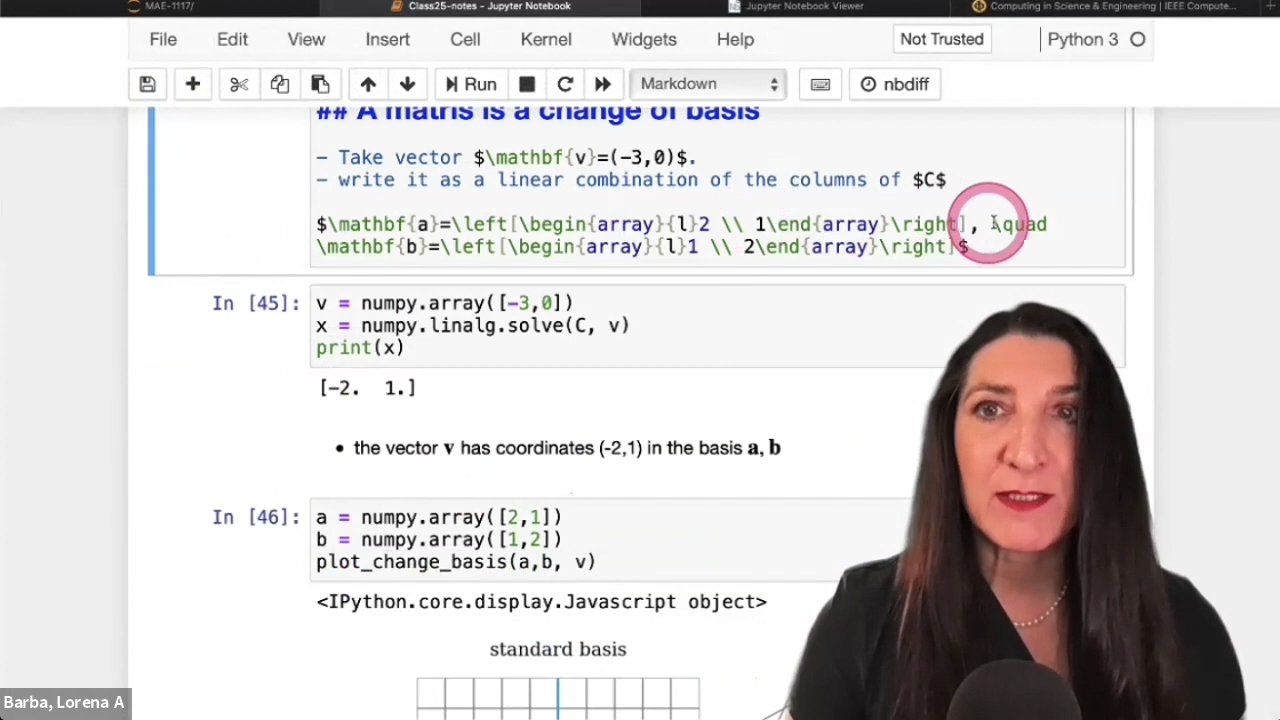 MAE-1117/ Class25-notes - Jupyter Notebook Jupyter Notebook Viewer Computing in Science & Engineering | IEEE Compute...
File Edit View Insert Cell Kernel Widgets Help Not Trusted Python 3
Run Markdown nbdiff
## A matris is a change of basis
- Take vector $\mathbf{v}=(-3,0)$.
- write it as a linear combination of the columns of $C$
$\mathbf{a}=\left[\begin{array}{l}2 \\ 1\end{array}\right], \quad
\mathbf{b}=\left[\begin{array}{l}1 \\ 2\end{array}\right]$
In [45]: v = numpy.array([-3,0])
x = numpy.linalg.solve(C, v)
print(x)
[-2. 1.]
• the vector v has coordinates (-2,1) in the basis a, b
In [46]: a = numpy.array([2,1])
b = numpy.array([1,2])
plot_change_basis(a,b, v)
<IPython.core.display.Javascript object>
standard basis
Barba, Lorena A